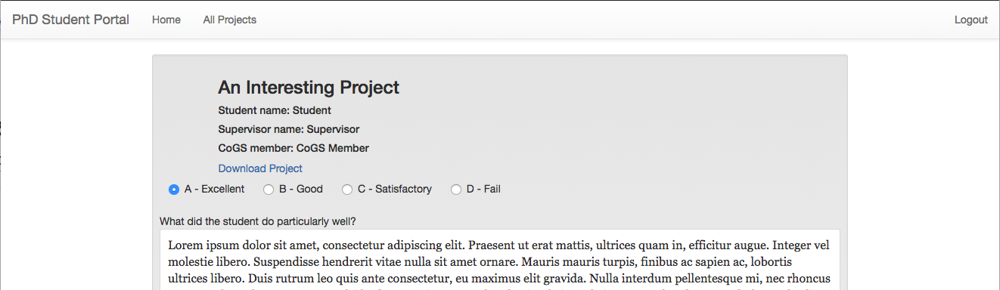 PhD Student Portal Home All Projects Logout
An Interesting Project
Student name: Student
Supervisor name: Supervisor
CoGS member: CoGS Member
Download Project
A - Excellent B - Good C - Satisfactory D - Fail
What did the student do particularly well?
Lorem ipsum dolor sit amet, consectetur adipiscing elit. Praesent ut erat mattis, ultrices quam in, efficitur augue. Integer vel
molestie libero. Suspendisse hendrerit vitae nulla sit amet ornare. Mauris mauris turpis, finibus ac sapien ac, lobortis
ultrices libero. Duis rutrum leo quis ante consectetur, eu maximus elit gravida. Nulla interdum pellentesque mi, nec rhoncus